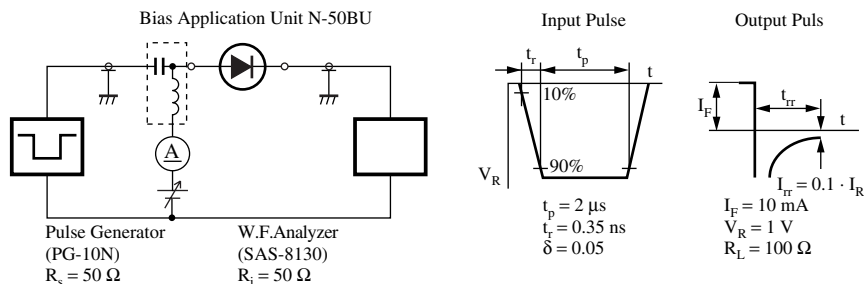 Bias Application Unit N-50BU
A
Pulse Generator
(PG-10N)
R_s = 50 Ω
W.F.Analyzer
(SAS-8130)
R_i = 50 Ω
Input Pulse
t_r
t_p
t
10%
90%
V_R
t_p = 2 µs
t_r = 0.35 ns
δ = 0.05
Output Puls
I_F
t_rr
t
I_rr = 0.1 · I_R
I_F = 10 mA
V_R = 1 V
R_L = 100 Ω